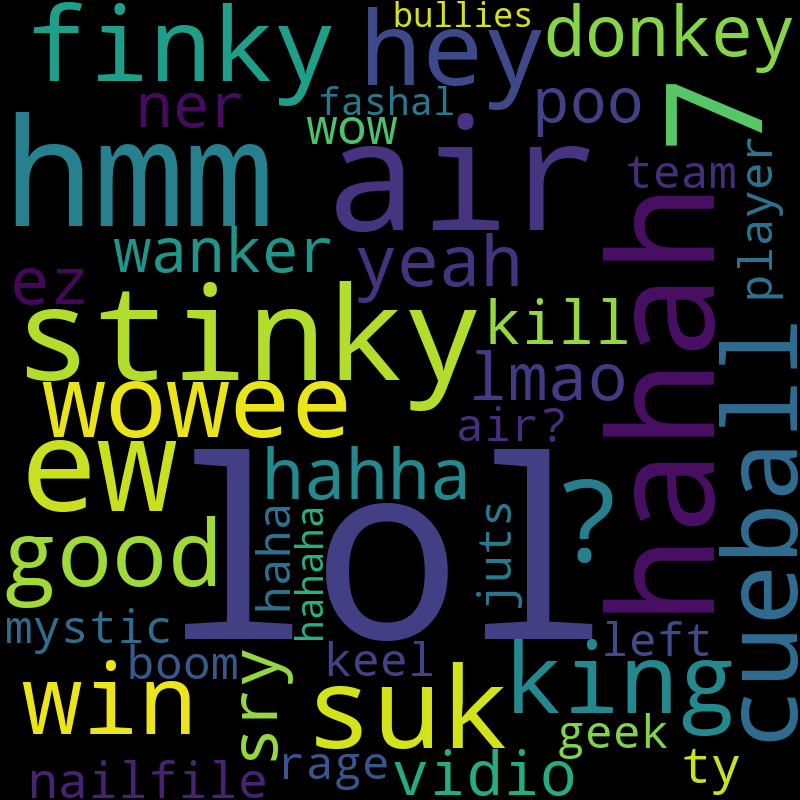 bullies
finky
hey
donkey
ner
fashal
poo
7
wow
hmm
air
team
player
wanker
yeah
ez
hahah
stinky
kill
cueball
lmao
wowee
air?
ew
hahha
lol
?
good
haha
hahaha
juts
mystic
left
boom
keel
king
win
sry
suk
geek
rage
vidio
ty
nailfile